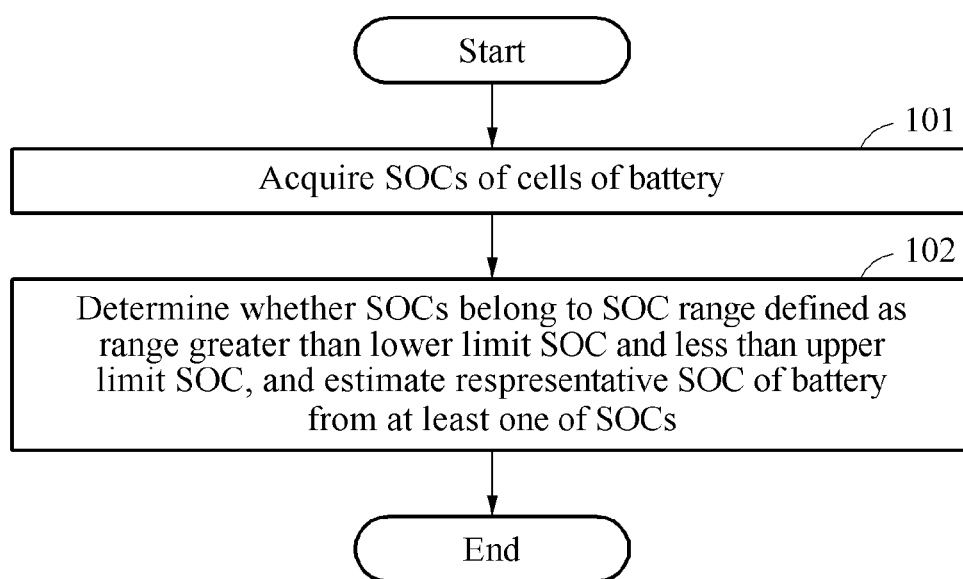 Start
101
Acquire SOCs of cells of battery
102
Determine whether SOCs belong to SOC range defined as
range greater than lower limit SOC and less than upper
limit SOC, and estimate respresentative SOC of battery
from at least one of SOCs
End